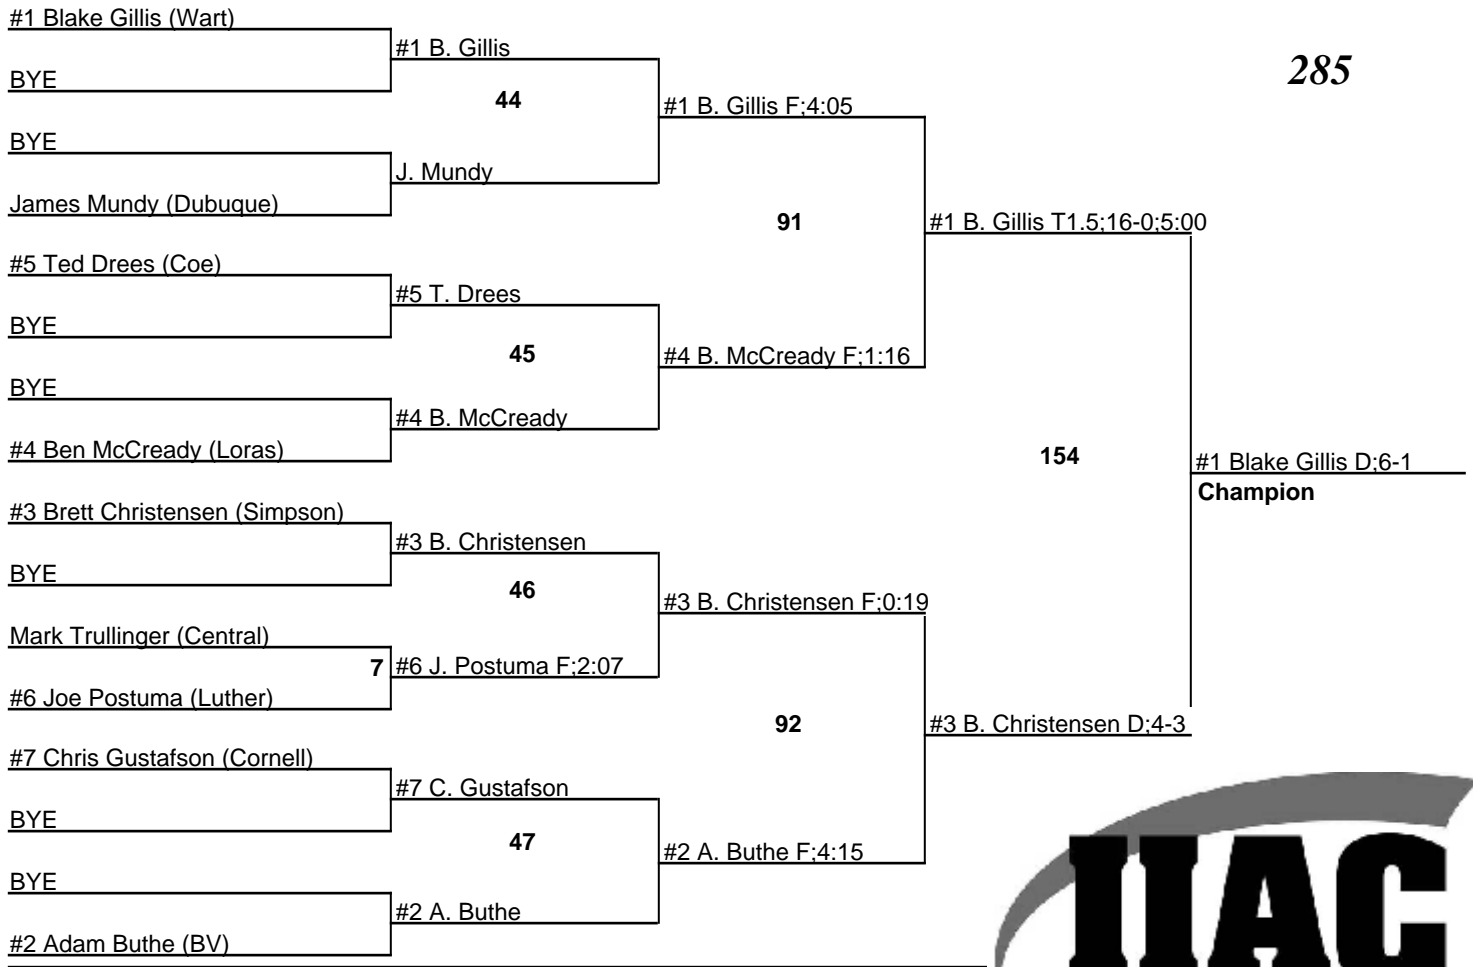 #1 Blake Gillis (Wart)
#1 B. Gillis
285
BYE
44
#1 B. Gillis F;4:05
BYE
J. Mundy
James Mundy (Dubuque)
91
#1 B. Gillis T1.5;16-0;5:00
#5 Ted Drees (Coe)
#5 T. Drees
BYE
45
#4 B. McCready F;1:16
BYE
#4 B. McCready
#4 Ben McCready (Loras)
154
#1 Blake Gillis D;6-1
Champion
#3 Brett Christensen (Simpson)
#3 B. Christensen
BYE
46
#3 B. Christensen F;0:19
Mark Trullinger (Central)
7
#6 J. Postuma F;2:07
#6 Joe Postuma (Luther)
92
#3 B. Christensen D;4-3
#7 Chris Gustafson (Cornell)
#7 C. Gustafson
BYE
47
#2 A. Buthe F;4:15
BYE
#2 A. Buthe
#2 Adam Buthe (BV)
IIAC